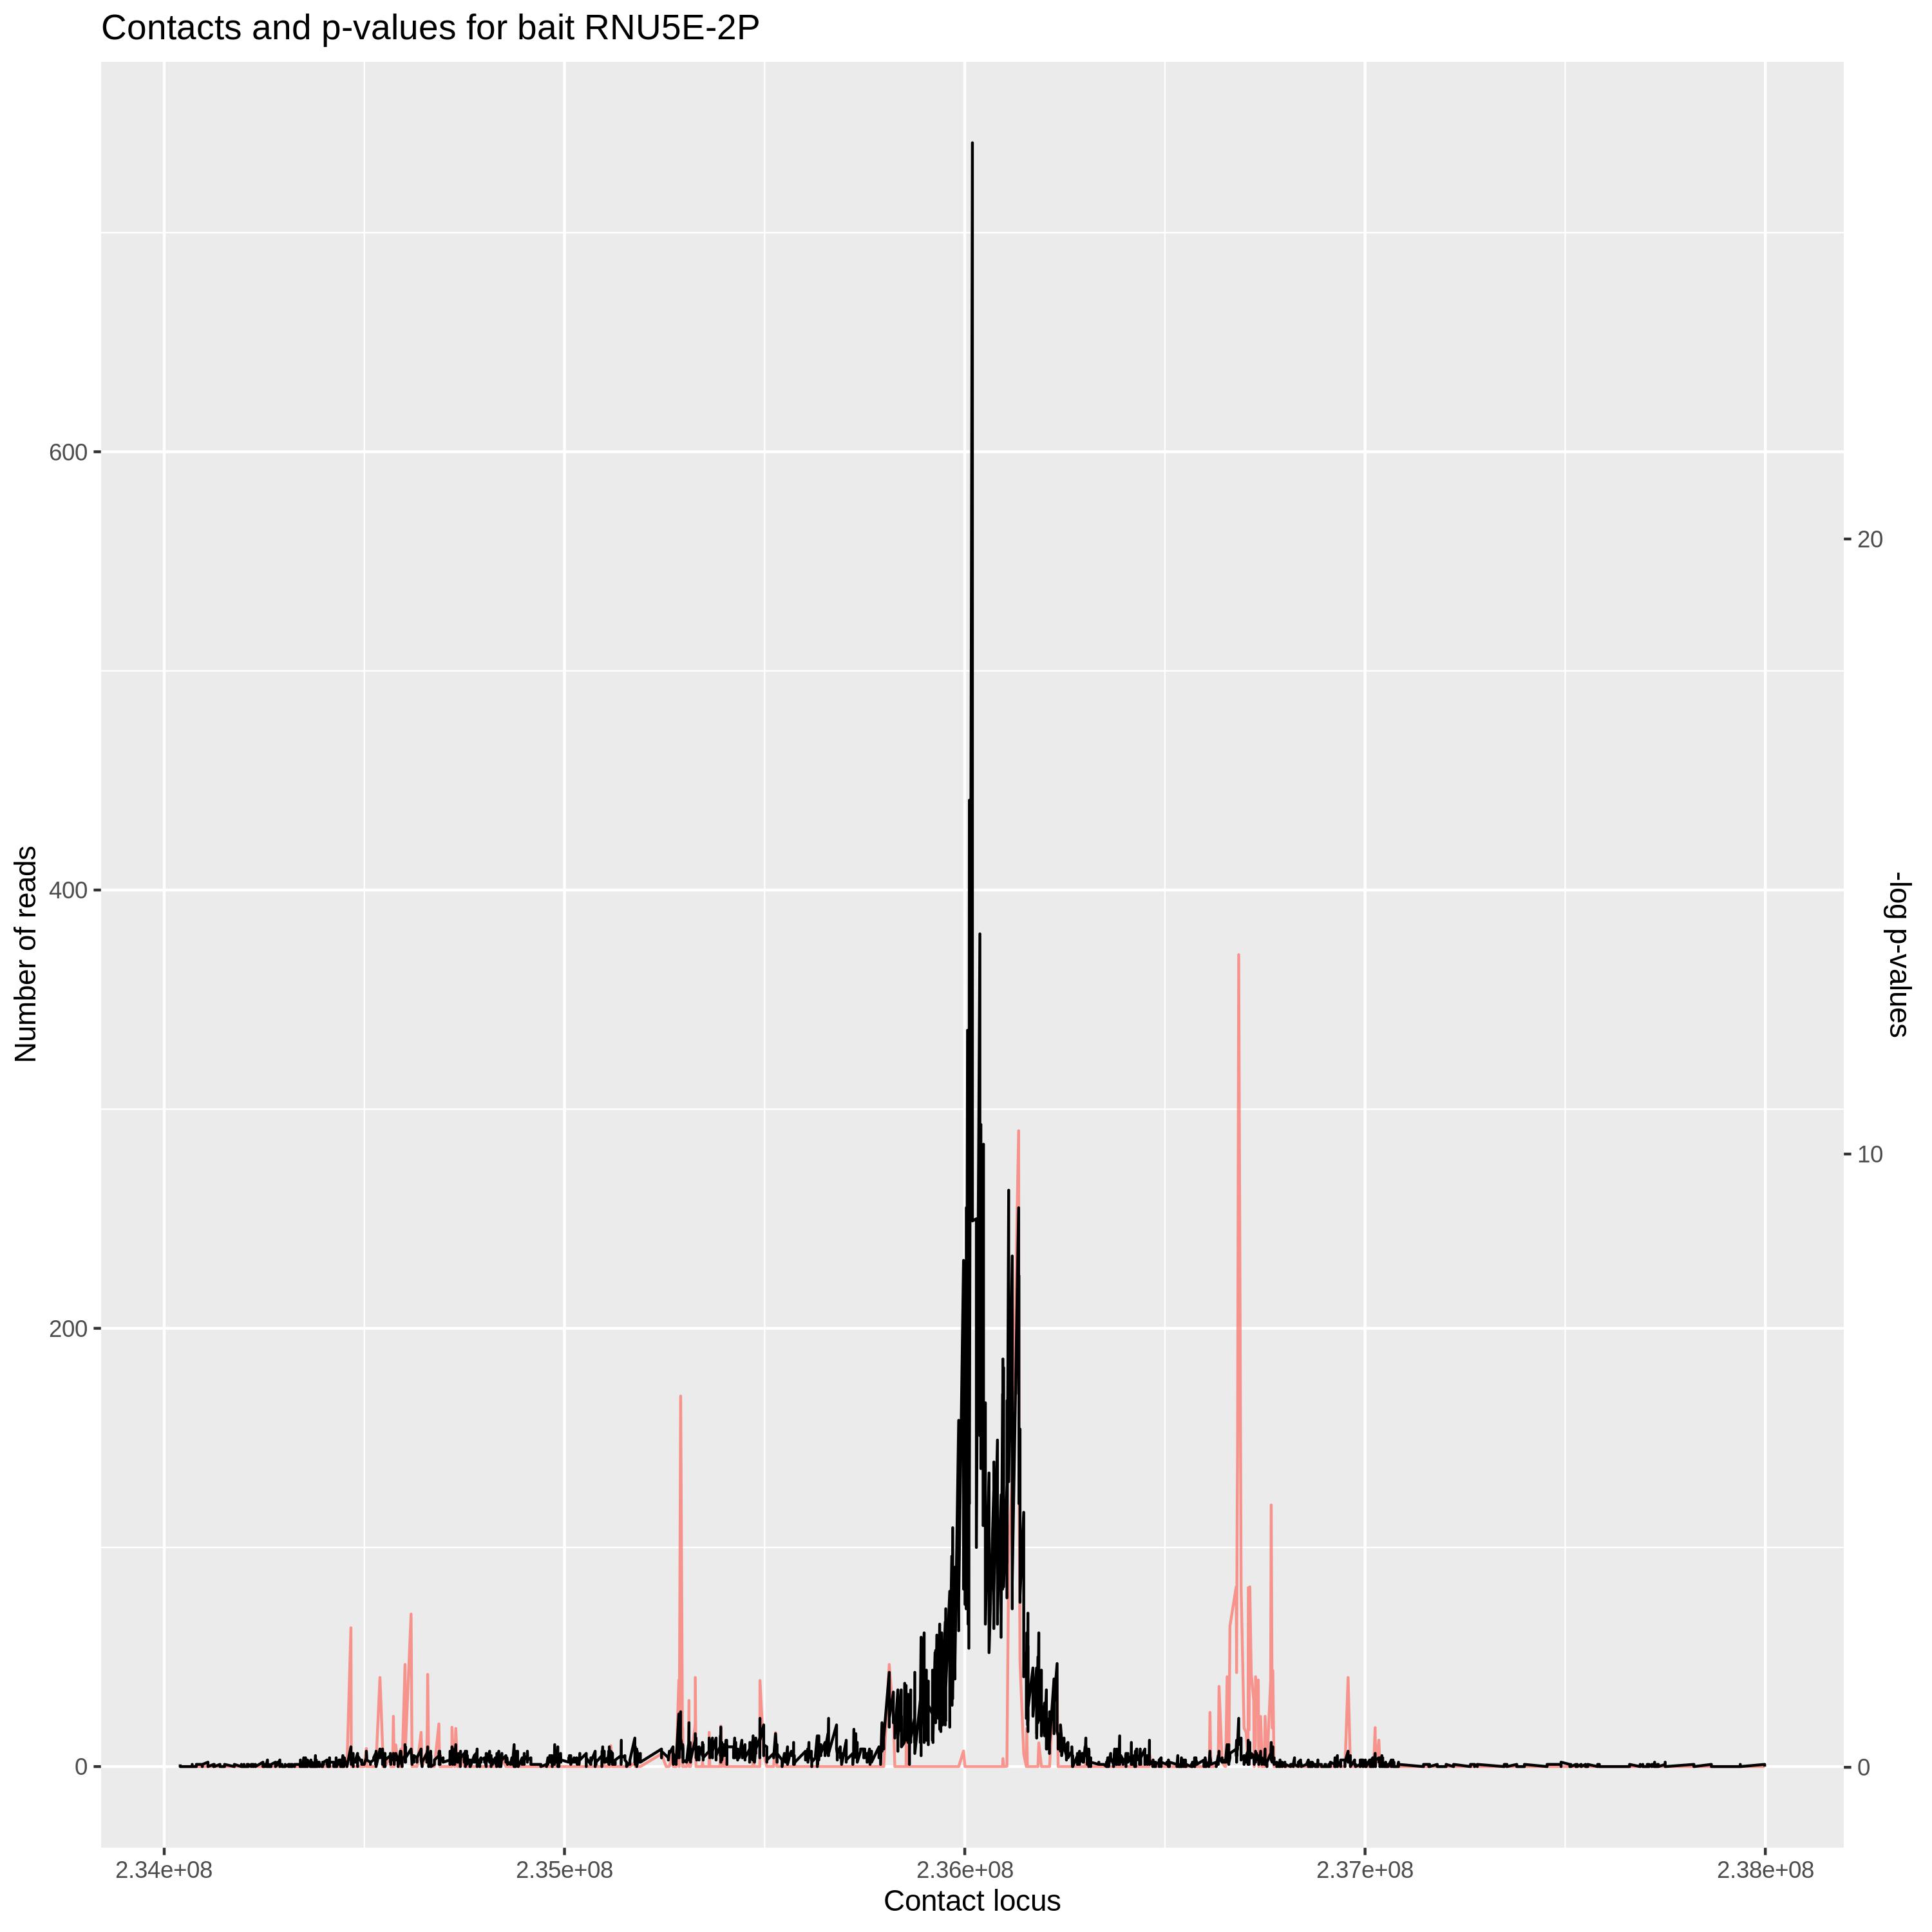 Contacts and p-values for bait RNU5E-2P
Number of reads
600
400
200
0
20
10
0
-log p-values
2.34e+08 2.35e+08 2.36e+08 2.37e+08 2.38e+08
Contact locus